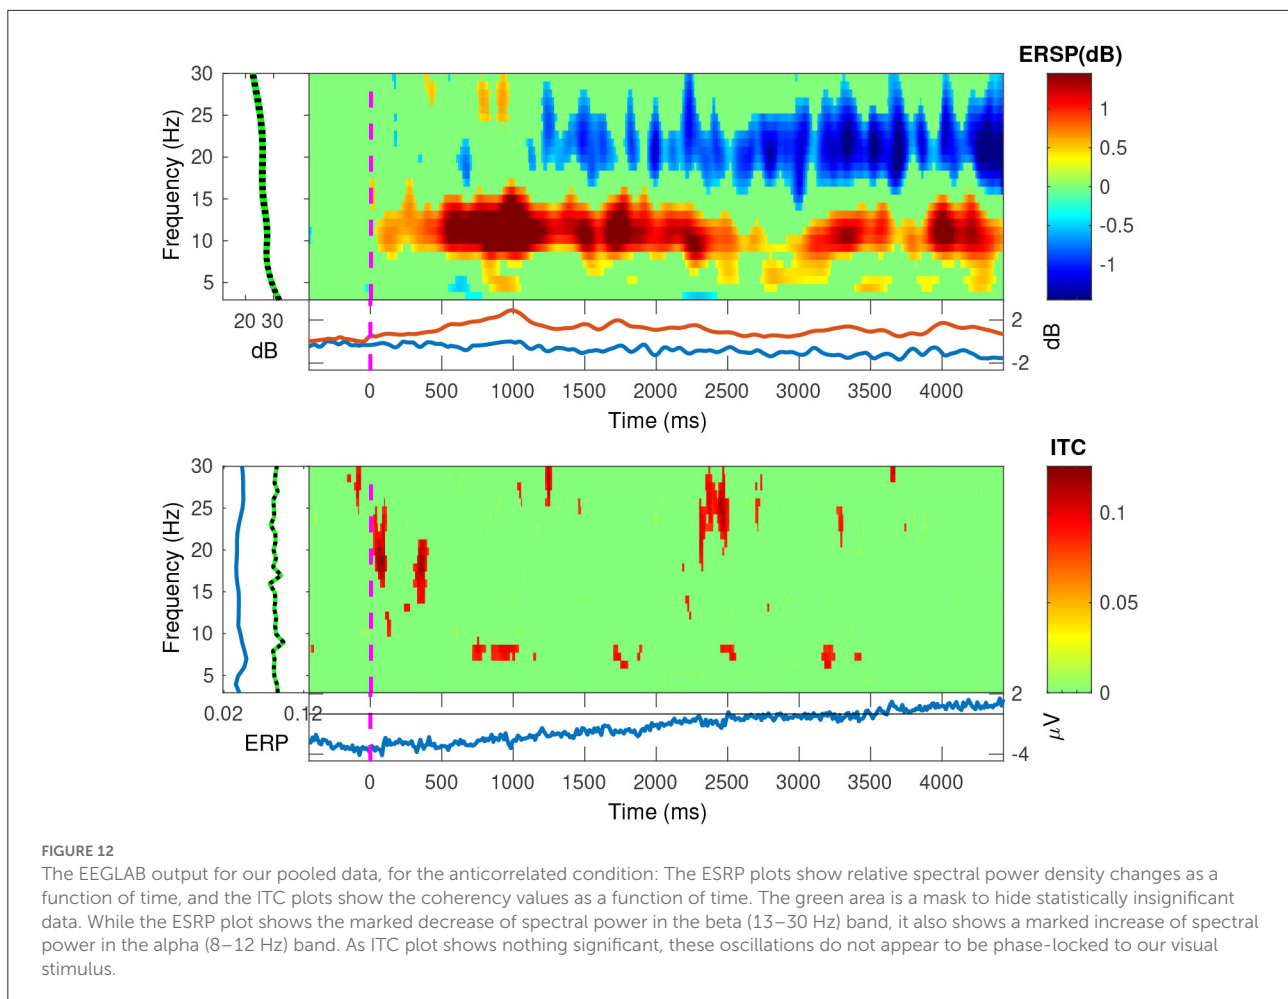 ERSP(dB)
30
25
20
15
10
5
Frequency (Hz)
1
0.5
0
-0.5
-1
20 30
dB
2
-2
dB
0 500 1000 1500 2000 2500 3000 3500 4000
Time (ms)
ITC
30
25
20
15
10
5
Frequency (Hz)
0.1
0.05
0
0.02 0.12
ERP
2
-4
μV
0 500 1000 1500 2000 2500 3000 3500 4000
Time (ms)
FIGURE 12
The EEGLAB output for our pooled data, for the anticorrelated condition: The ESRP plots show relative spectral power density changes as a
function of time, and the ITC plots show the coherency values as a function of time. The green area is a mask to hide statistically insignificant
data. While the ESRP plot shows the marked decrease of spectral power in the beta (13–30 Hz) band, it also shows a marked increase of spectral
power in the alpha (8–12 Hz) band. As ITC plot shows nothing significant, these oscillations do not appear to be phase-locked to our visual
stimulus.